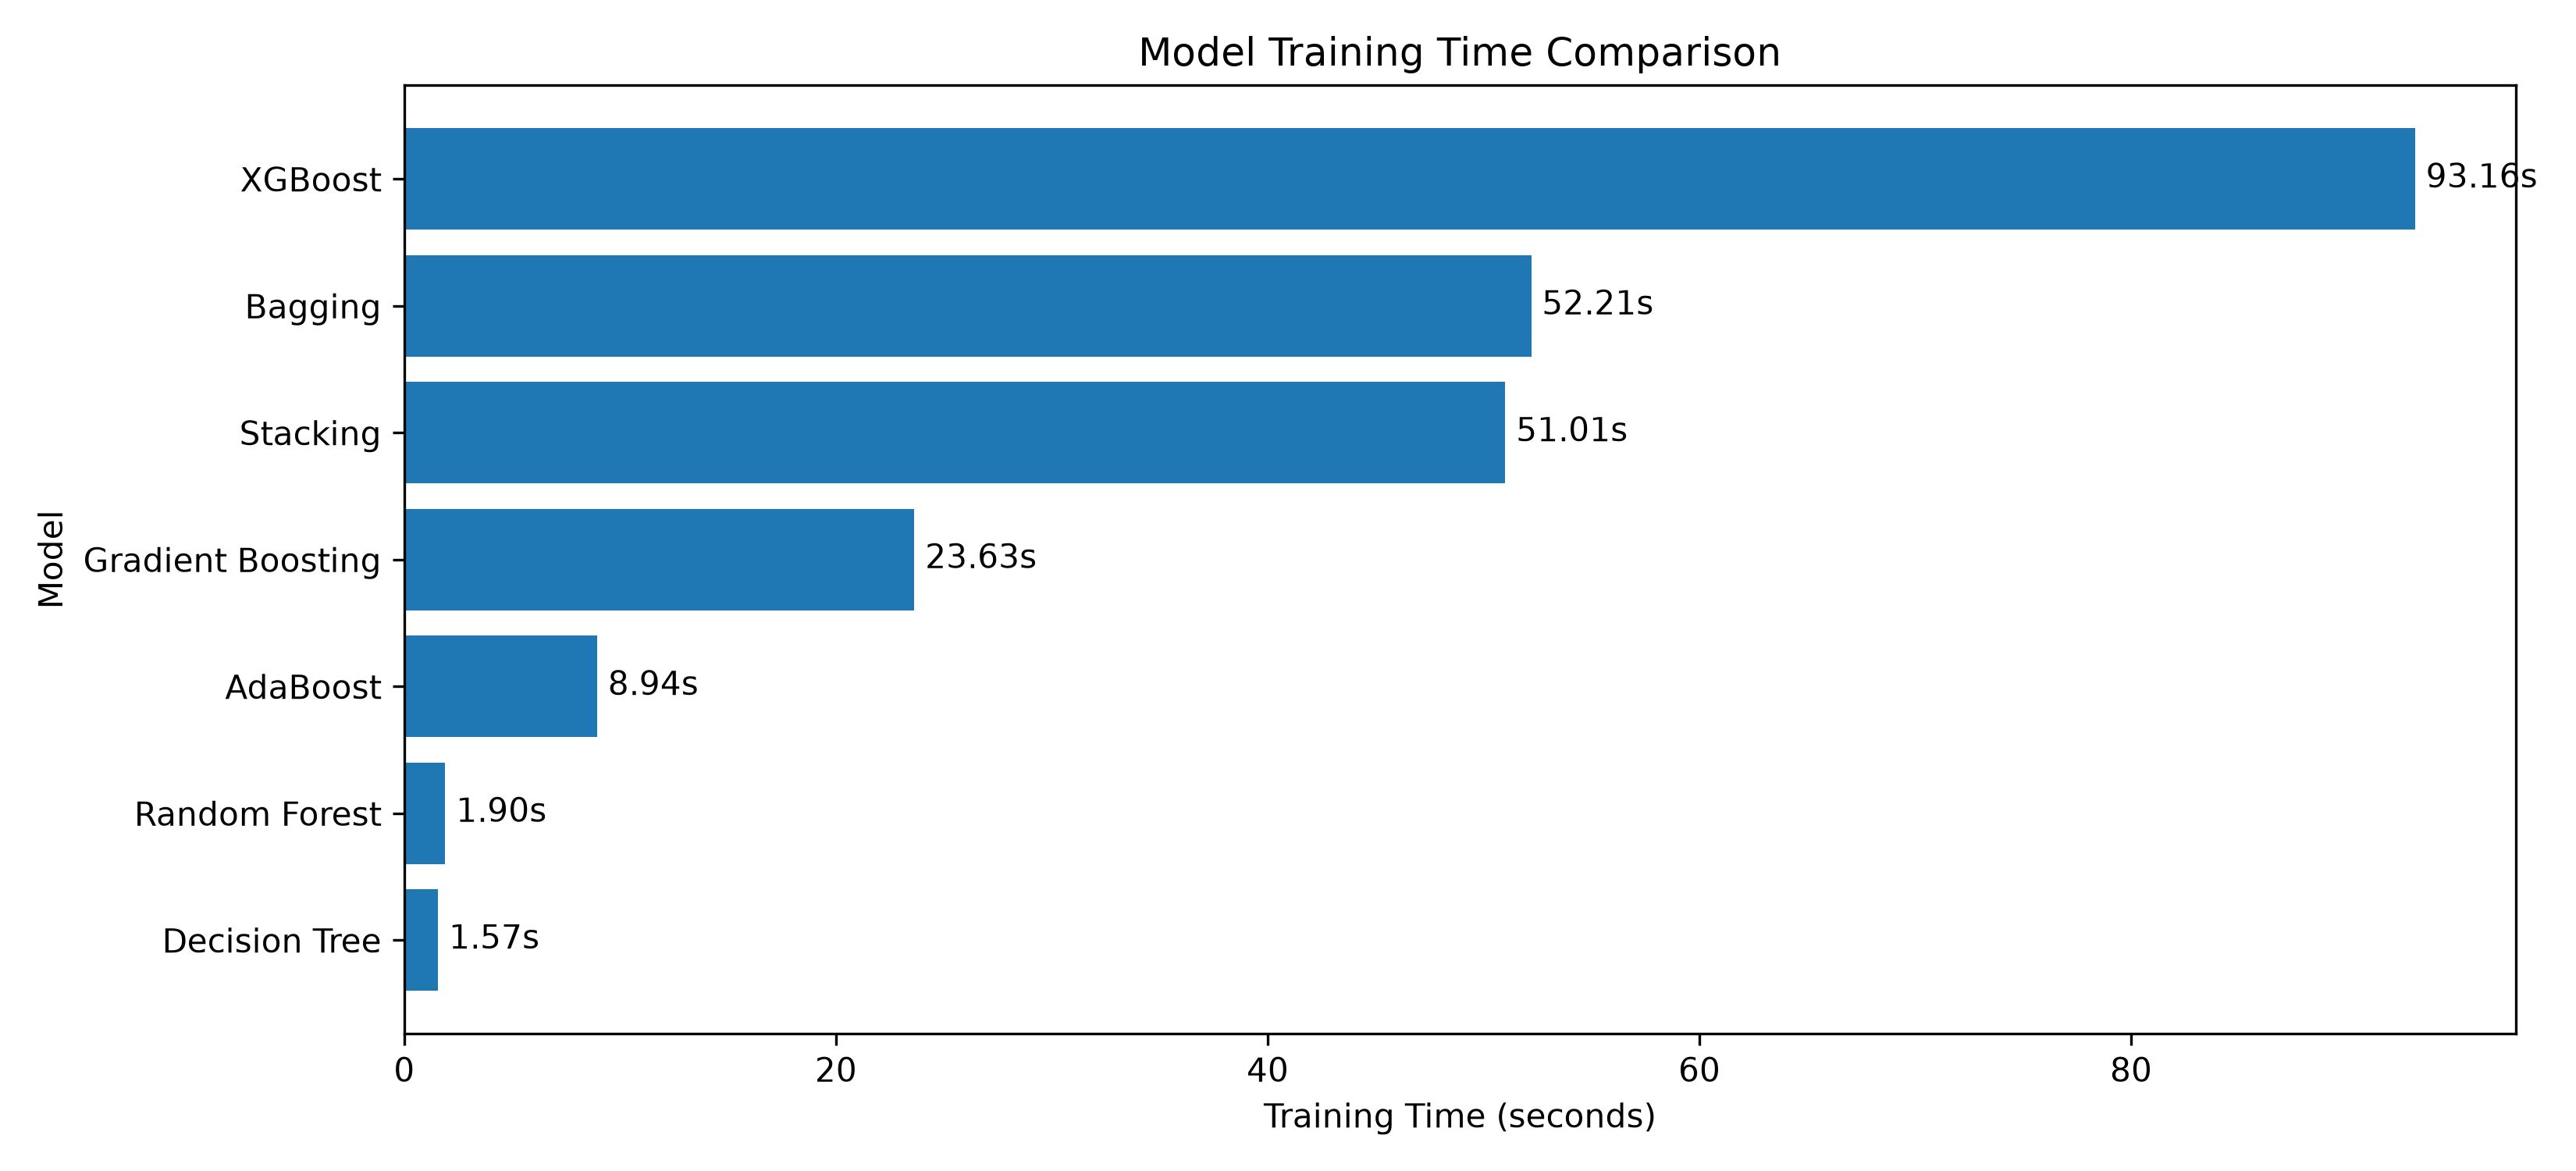 Model Training Time Comparison
XGBoost
93.16s
Bagging
52.21s
Stacking
51.01s
Gradient Boosting
23.63s
AdaBoost
8.94s
Random Forest
1.90s
Decision Tree
1.57s
Model
0
20
40
60
80
Training Time (seconds)